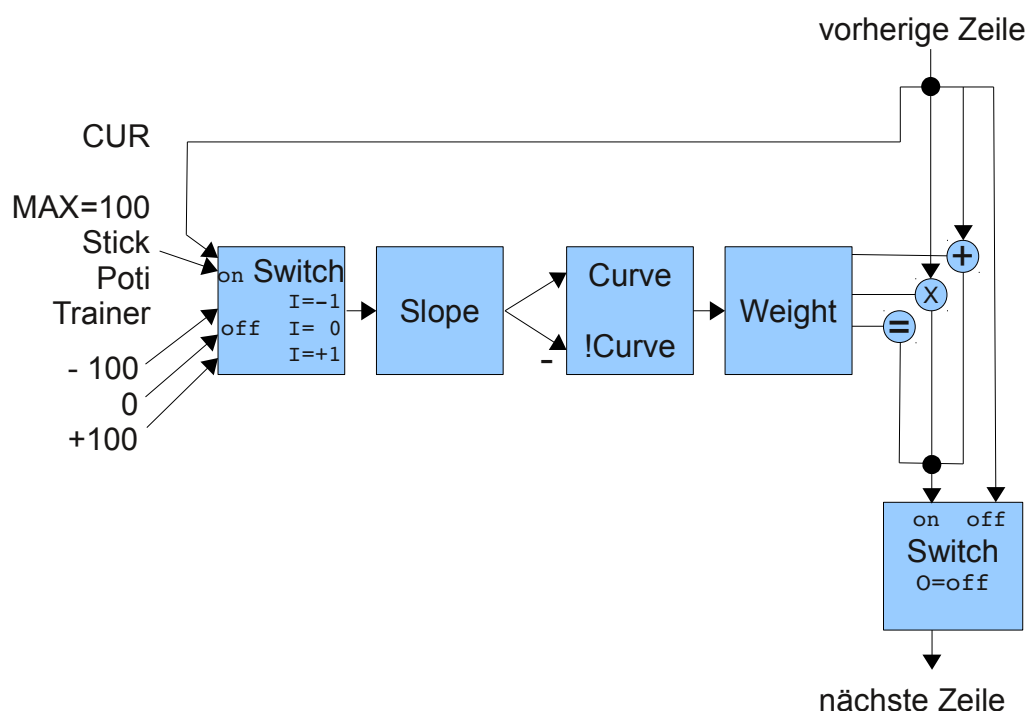 vorherige Zeile
CUR
MAX=100
Stick
Poti
Trainer
- 100
0
+100
on Switch
I=-1
off I= 0
I=+1
Slope
-
Curve
!Curve
Weight
+
X
=
on off
Switch
O=off
nächste Zeile